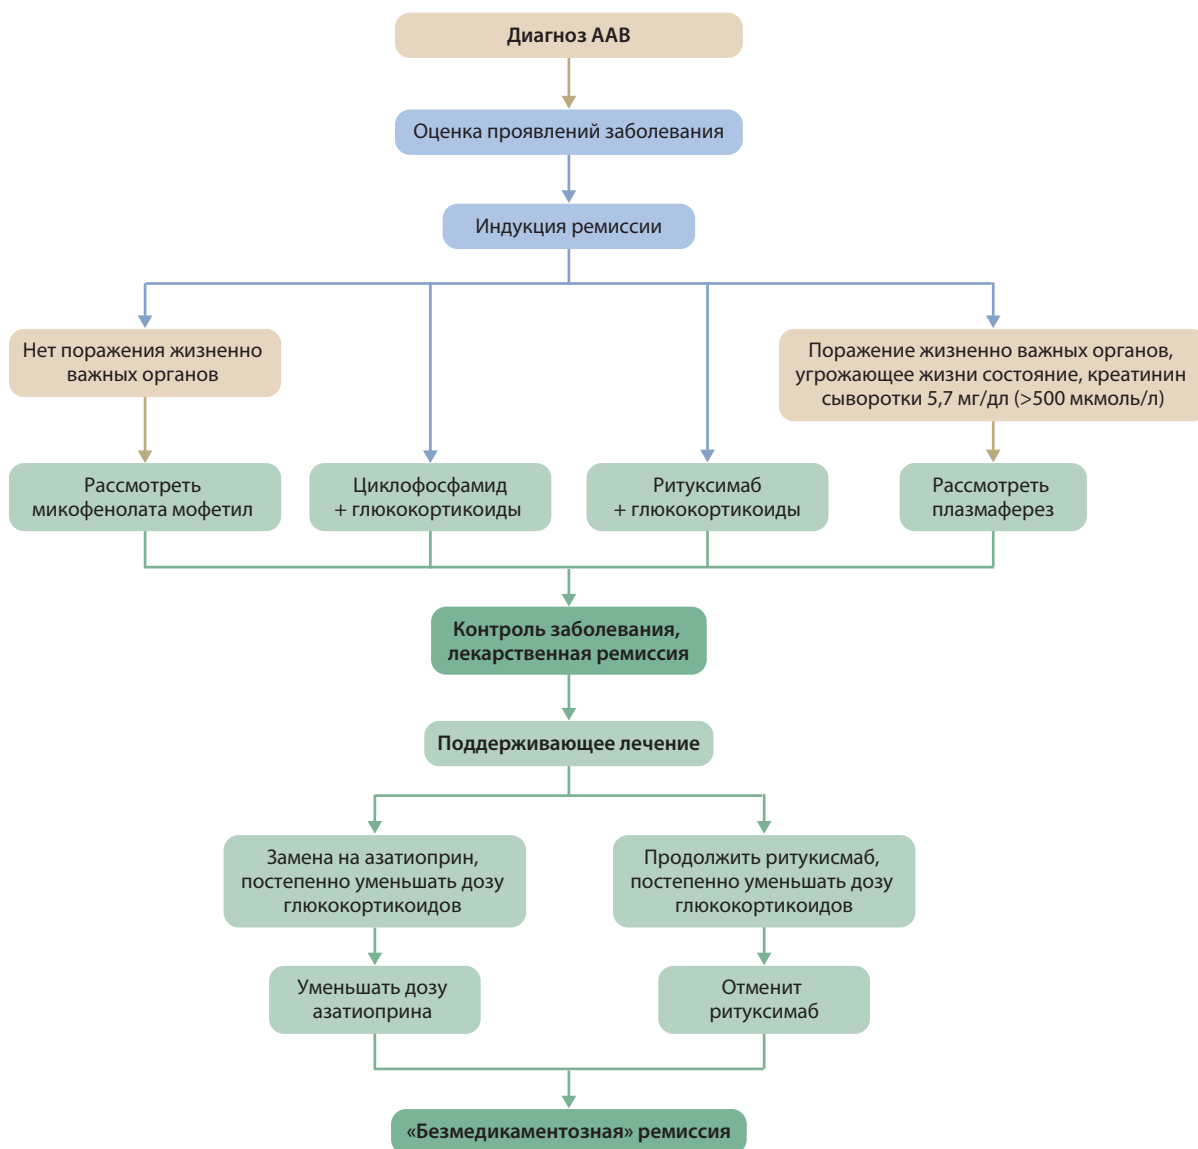 Диагноз ААВ
Оценка проявлений заболевания
Индукция ремиссии
Нет поражения жизненно
важных органов
Поражение жизненно важных органов,
угрожающее жизни состояние, креатинин
сыворотки 5,7 мг/дл (>500 мкмоль/л)
Рассмотреть
микофенолата мофетил
Циклофосфамид
+ глюкокортикоиды
Ритуксимаб
+ глюкокортикоиды
Рассмотреть
плазмаферез
Контроль заболевания,
лекарственная ремиссия
Поддерживающее лечение
Замена на азатиоприн,
постепенно уменьшать дозу
глюкокортикоидов
Продолжить ритукисмаб,
постепенно уменьшать дозу
глюкокортикоидов
Уменьшать дозу
азатиоприна
Отменит
ритуксимаб
«Безмедикаментозная» ремиссия